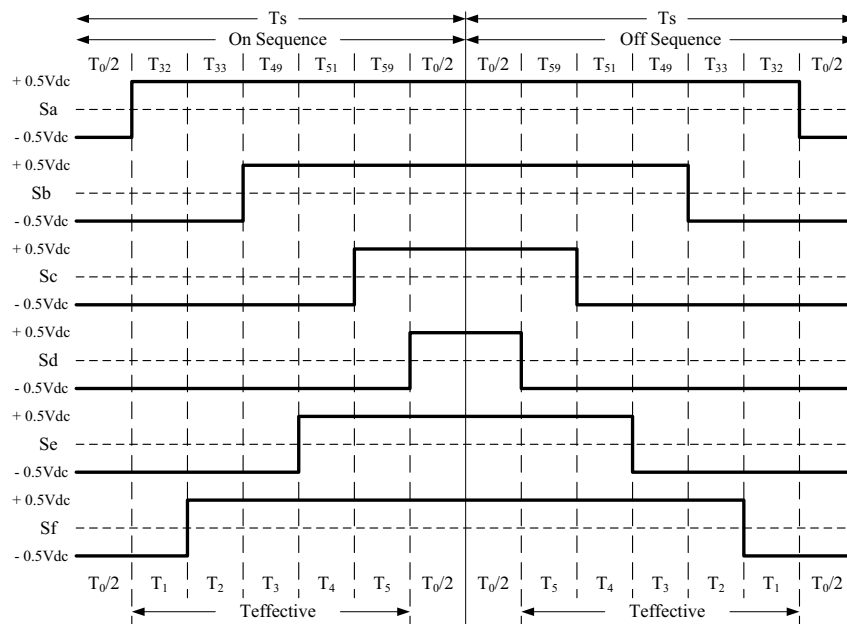 Ts Ts
On Sequence Off Sequence
T0/2 T32 T33 T49 T51 T59 T0/2 T0/2 T59 T51 T49 T33 T32 T0/2
+ 0.5Vdc
Sa
- 0.5Vdc
+ 0.5Vdc
Sb
- 0.5Vdc
+ 0.5Vdc
Sc
- 0.5Vdc
+ 0.5Vdc
Sd
- 0.5Vdc
+ 0.5Vdc
Se
- 0.5Vdc
+ 0.5Vdc
Sf
- 0.5Vdc
T0/2 T1 T2 T3 T4 T5 T0/2 T0/2 T5 T4 T3 T2 T1 T0/2
Teffective Teffective